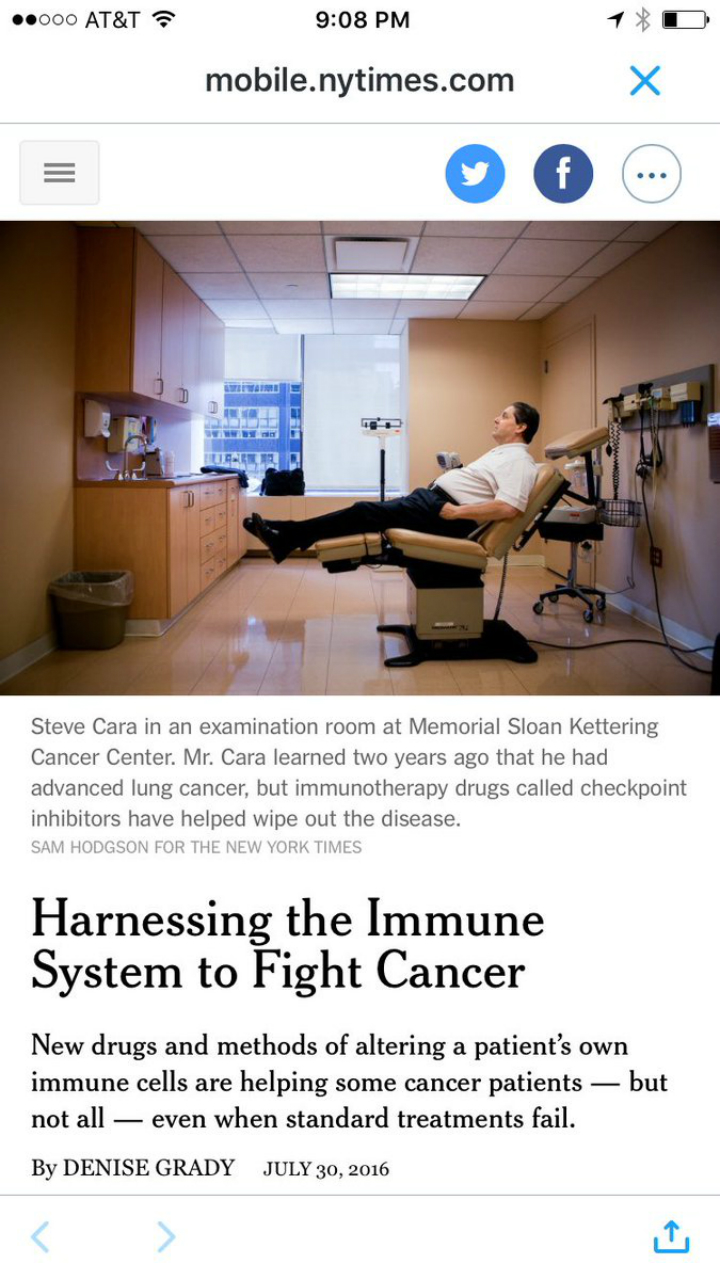 AT&T 9:08 PM
mobile.nytimes.com
Steve Cara in an examination room at Memorial Sloan Kettering
Cancer Center. Mr. Cara learned two years ago that he had
advanced lung cancer, but immunotherapy drugs called checkpoint
inhibitors have helped wipe out the disease.
SAM HODGSON FOR THE NEW YORK TIMES
Harnessing the Immune
System to Fight Cancer
New drugs and methods of altering a patient’s own
immune cells are helping some cancer patients — but
not all — even when standard treatments fail.
By DENISE GRADY JULY 30, 2016